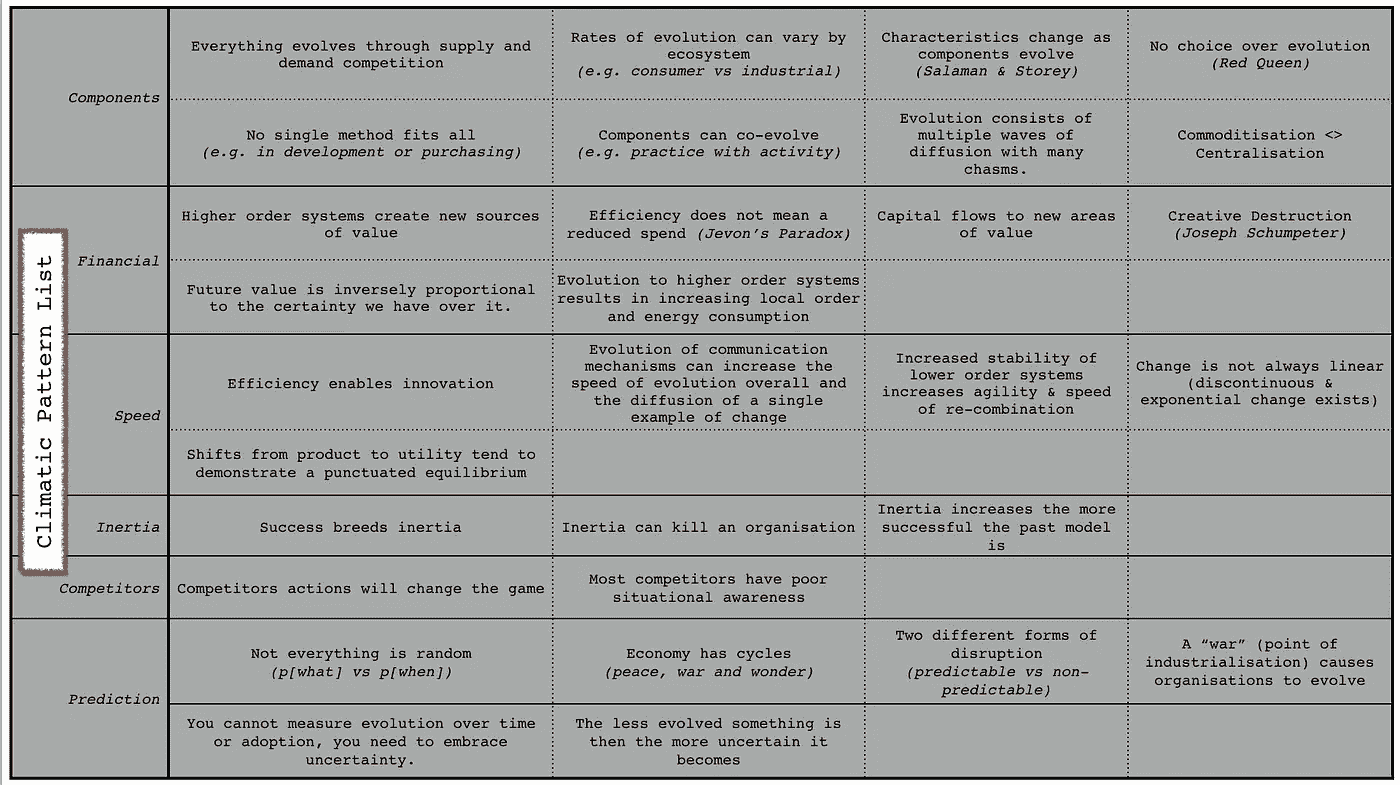 Climatic Pattern List
Components
Everything evolves through supply and
demand competition
Rates of evolution can vary by
ecosystem
(e.g. consumer vs industrial)
Characteristics change as
components evolve
(Salaman & Storey)
No choice over evolution
(Red Queen)
No single method fits all
(e.g. in development or purchasing)
Components can co-evolve
(e.g. practice with activity)
Evolution consists of
multiple waves of
diffusion with many
chasms.
Commoditisation <>
Centralisation
Financial
Higher order systems create new sources
of value
Efficiency does not mean a
reduced spend (Jevon’s Paradox)
Capital flows to new areas
of value
Creative Destruction
(Joseph Schumpeter)
Future value is inversely proportional
to the certainty we have over it.
Evolution to higher order systems
results in increasing local order
and energy consumption
Speed
Efficiency enables innovation
Evolution of communication
mechanisms can increase the
speed of evolution overall and
the diffusion of a single
example of change
Increased stability of
lower order systems
increases agility & speed
of re-combination
Change is not always linear
(discontinuous &
exponential change exists)
Shifts from product to utility tend to
demonstrate a punctuated equilibrium
Inertia
Success breeds inertia
Inertia can kill an organisation
Inertia increases the more
successful the past model
is
Competitors
Competitors actions will change the game
Most competitors have poor
situational awareness
Prediction
Not everything is random
(p[what] vs p[when])
Economy has cycles
(peace, war and wonder)
Two different forms of
disruption
(predictable vs non-
predictable)
A “war” (point of
industrialisation) causes
organisations to evolve
You cannot measure evolution over time
or adoption, you need to embrace
uncertainty.
The less evolved something is
then the more uncertain it
becomes